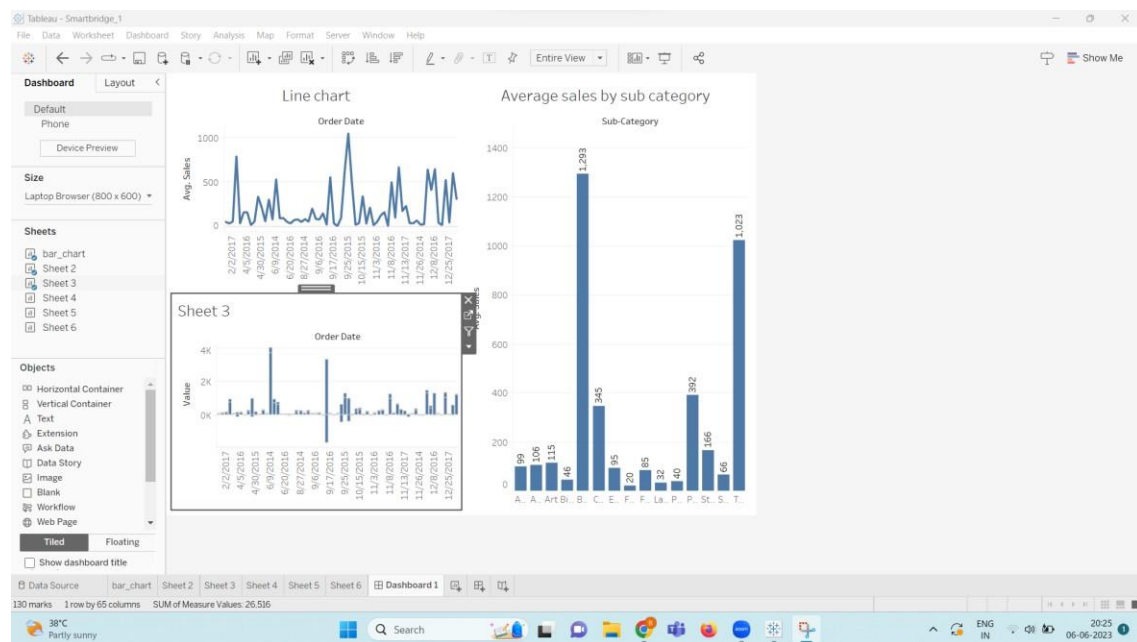 Tableau - Smartbridge_1
File Data Worksheet Dashboard Story Analysis Map Format Server Window Help
Entire View
Show Me
Dashboard Layout
Default
Phone
Device Preview
Size
Laptop Browser (800 x 600)
Sheets
bar_chart
Sheet 2
Sheet 3
Sheet 4
Sheet 5
Sheet 6
Objects
Horizontal Container
Vertical Container
Text
Extension
Ask Data
Data Story
Image
Blank
Workflow
Web Page
Tiled Floating
Show dashboard title
Line chart
Order Date
Avg. Sales
1000
500
0
2/2/2017
4/5/2016
4/30/2015
6/9/2014
6/20/2016
8/27/2014
9/6/2016
9/17/2016
9/25/2015
10/15/2015
11/3/2016
11/8/2016
11/13/2017
11/26/2014
12/8/2016
12/25/2017
Sheet 3
Order Date
Value
4K
2K
0K
2/2/2017
4/5/2016
4/30/2015
6/9/2014
6/20/2016
8/27/2014
9/6/2016
9/17/2016
9/25/2015
10/15/2015
11/3/2016
11/8/2016
11/13/2017
11/26/2014
12/8/2016
12/25/2017
Average sales by sub category
Sub-Category
1400
1200
1000
800
600
400
200
0
99
106
115
46
1,293
345
95
20
85
32
40
392
166
66
1,023
A.. A.. Art Bi.. B.. C.. E.. F.. F.. La.. P.. P.. St.. S.. T..
Data Source bar_chart Sheet 2 Sheet 3 Sheet 4 Sheet 5 Sheet 6 Dashboard 1
130 marks 1 row by 65 columns SUM of Measure Values: 26,516
38°C
Partly sunny
Search
ENG
IN
20:25
06-06-2023